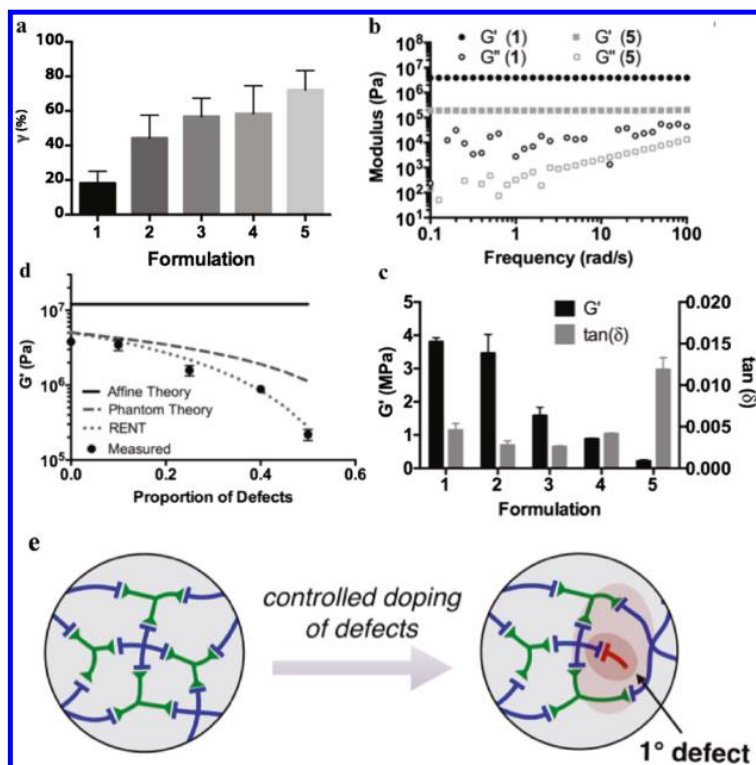 a
γ (%)
100
80
60
40
20
0
1 2 3 4 5
Formulation
b
G' (1) G' (5)
G'' (1) G'' (5)
Modulus (Pa)
10⁸
10⁷
10⁶
10⁵
10⁴
10³
10²
10¹
0.1 1 10 100
Frequency (rad/s)
d
G' (Pa)
10⁷
10⁶
10⁵
Affine Theory
Phantom Theory
RENT
Measured
0.0 0.2 0.4 0.6
Proportion of Defects
c
G' (MPa)
5
4
3
2
1
0
G'
tan(δ)
0.020
0.015
0.010
0.005
0.000
tan (δ)
1 2 3 4 5
Formulation
e
controlled doping
of defects
1° defect